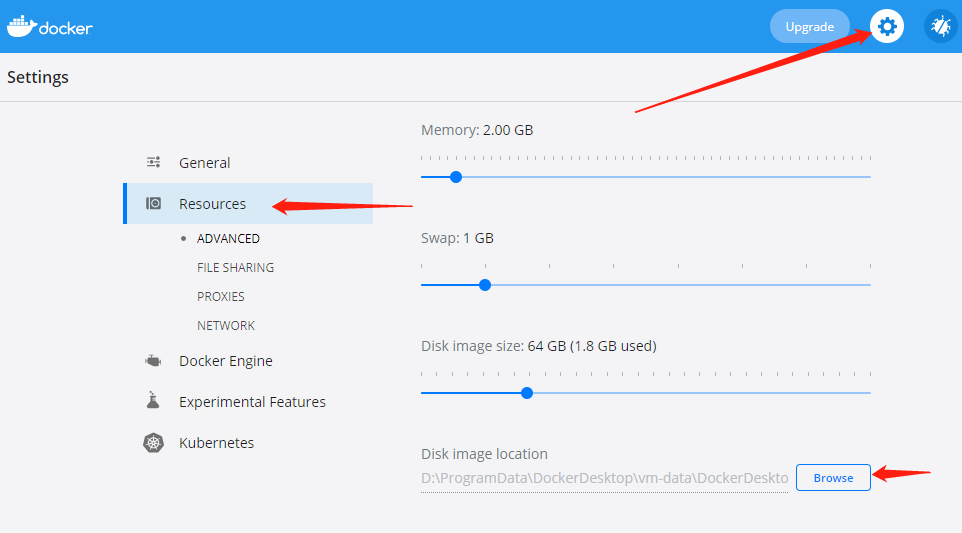 docker
Upgrade
Settings
General
Resources
ADVANCED
FILE SHARING
PROXIES
NETWORK
Docker Engine
Experimental Features
Kubernetes
Memory: 2.00 GB
Swap: 1 GB
Disk image size: 64 GB (1.8 GB used)
Disk image location
D:\ProgramData\DockerDesktop\vm-data\DockerDeskto
Browse